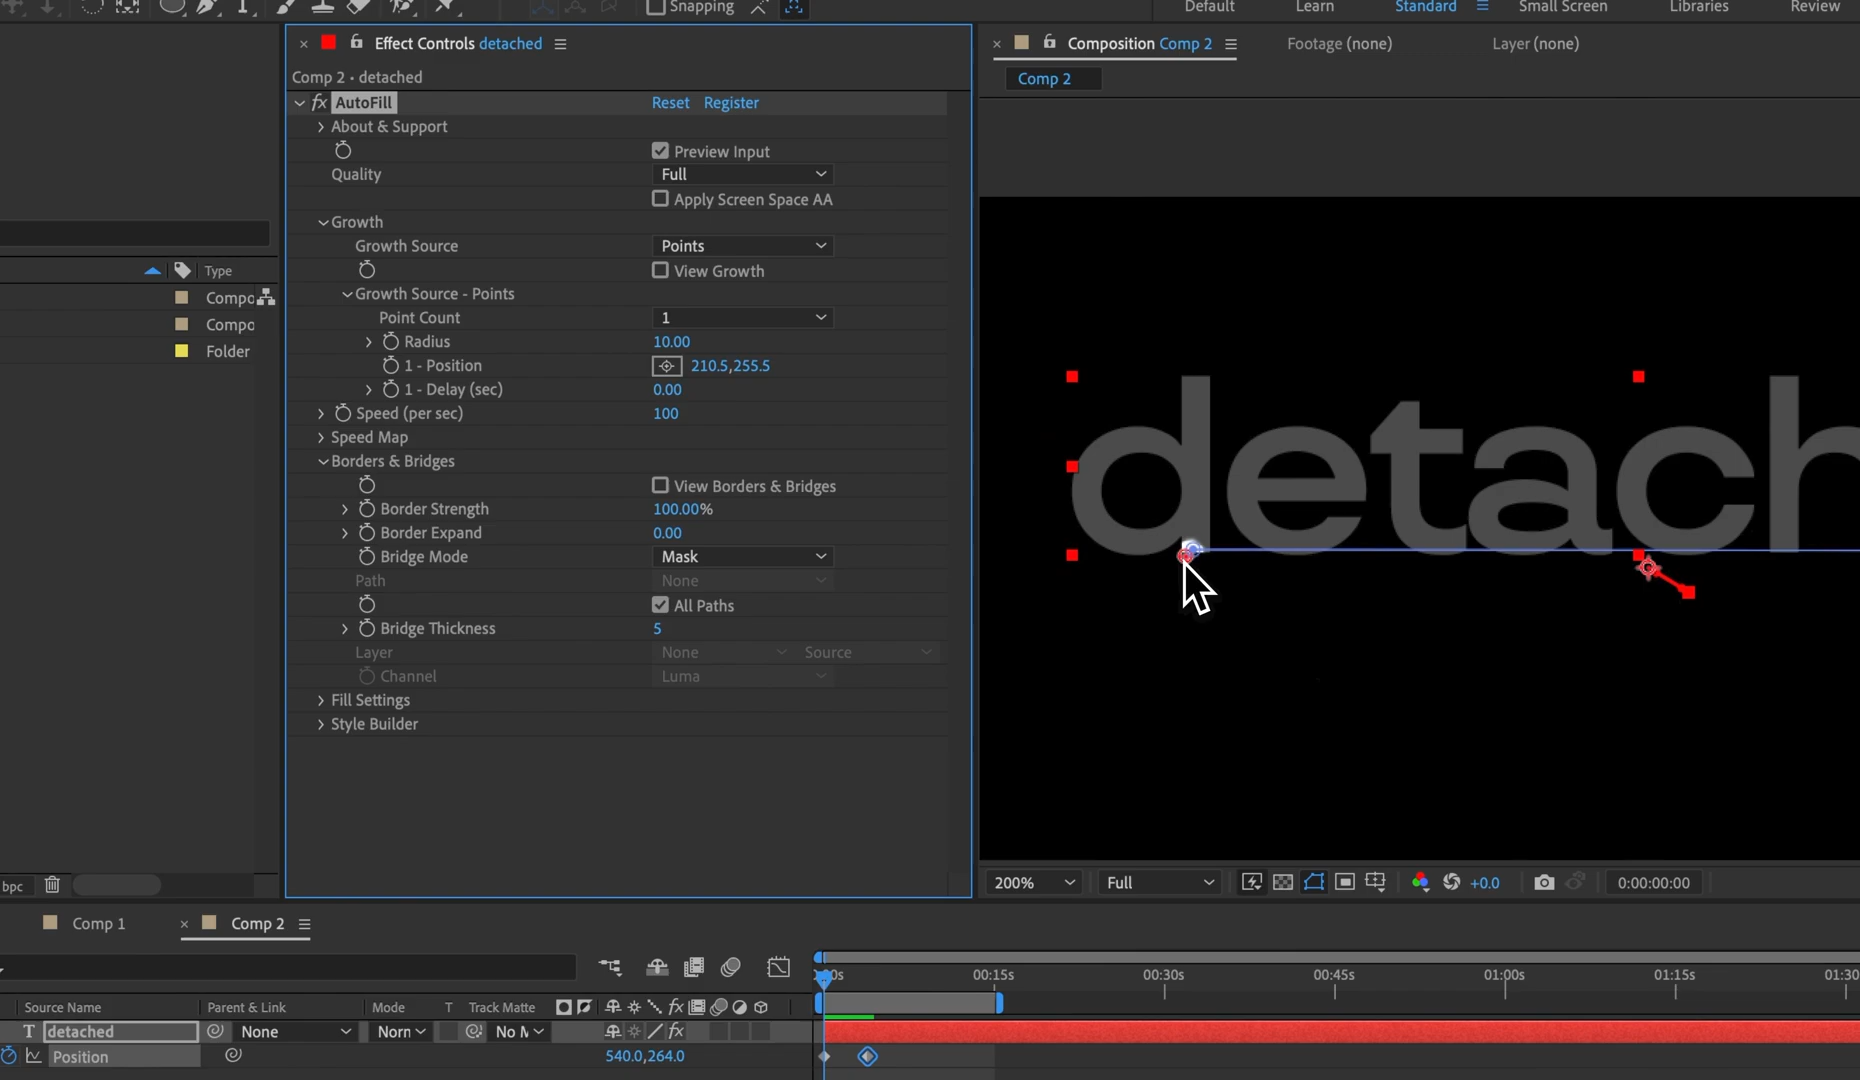 Snapping
Default
Learn
Standard
Small Screen
Libraries
Review
Effect Controls detached
Composition Comp 2
Footage (none)
Layer (none)
Comp 2 • detached
Comp 2
fx AutoFill
Reset
Register
About & Support
Preview Input
Quality
Full
Apply Screen Space AA
Growth
Growth Source
Points
View Growth
Growth Source - Points
Point Count
1
Radius
10.00
1 - Position
210.5,255.5
1 - Delay (sec)
0.00
Speed (per sec)
100
Speed Map
Borders & Bridges
View Borders & Bridges
Border Strength
100.00%
Border Expand
0.00
Bridge Mode
Mask
Path
None
All Paths
Bridge Thickness
5
Layer
None
Source
Channel
Luma
Fill Settings
Style Builder
Type
Compo
Compo
Folder
detach
bpc
200%
Full
+0.0
0:00:00:00
Comp 1
Comp 2
0s
00:15s
00:30s
00:45s
01:00s
01:15s
01:30
Source Name
Parent & Link
Mode
T
Track Matte
fx
T
detached
None
Norn
No M
fx
Position
540.0,264.0